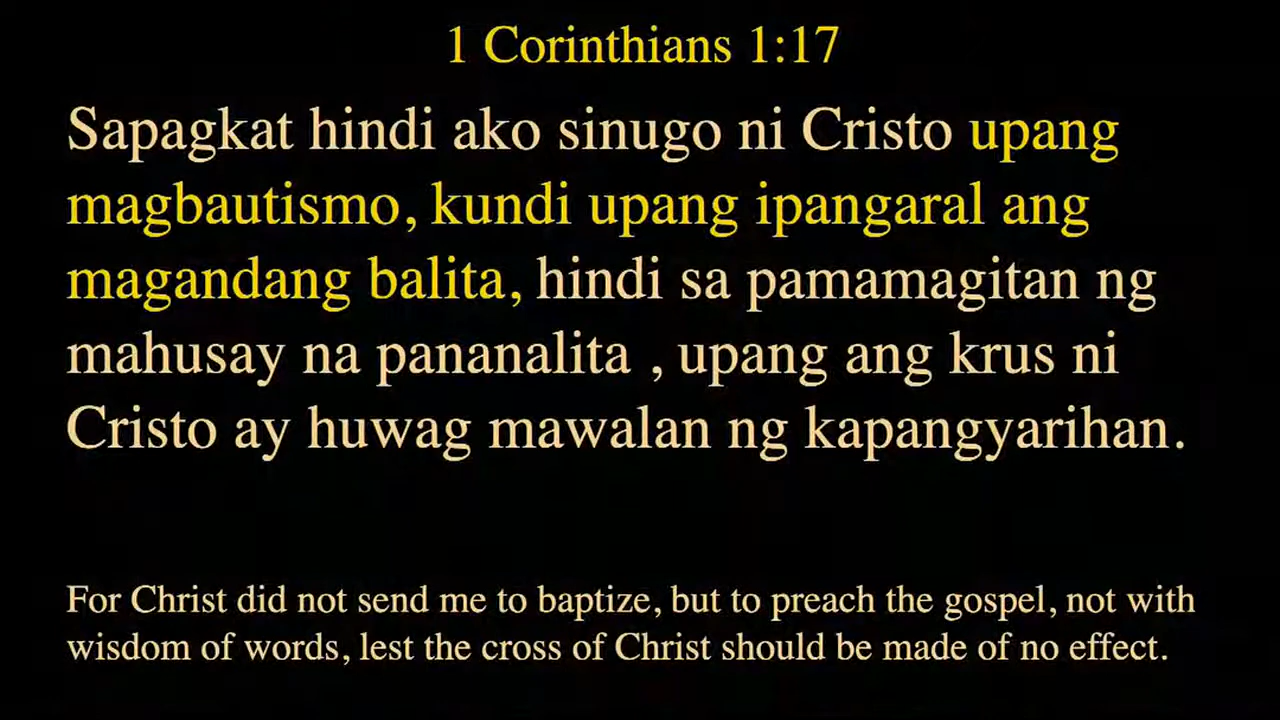 1 Corinthians 1:17
Sapagkat hindi ako sinugo ni Cristo upang
magbautismo, kundi upang ipangaral ang
magandang balita, hindi sa pamamagitan ng
mahusay na pananalita , upang ang krus ni
Cristo ay huwag mawalan ng kapangyarihan.
For Christ did not send me to baptize, but to preach the gospel, not with
wisdom of words, lest the cross of Christ should be made of no effect.